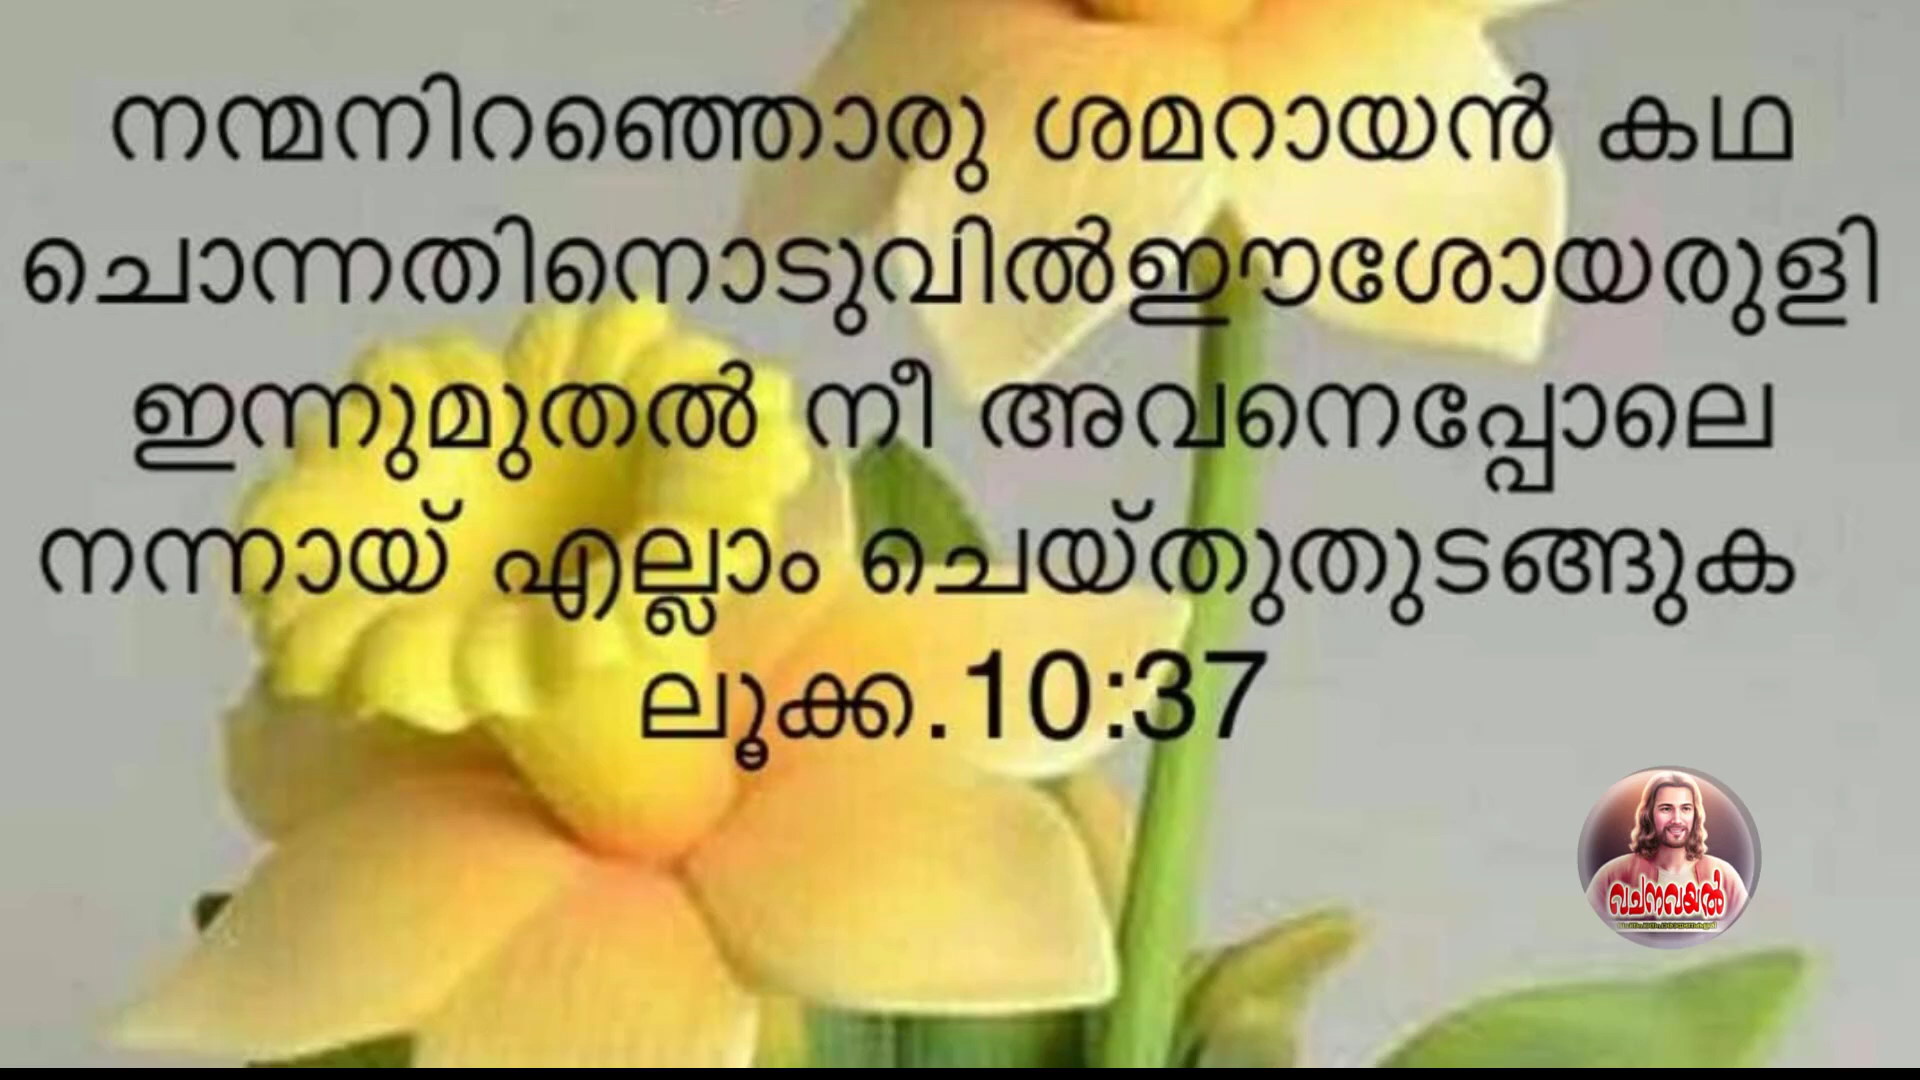 നന്മനിറഞ്ഞൊരു ശമറായൻ കഥ
ചൊന്നതിനൊടുവിൽഈശോയരുളി
ഇന്നുമുതൽ നീ അവനെപ്പോലെ
നന്നായ് എല്ലാം ചെയ്തുതുടങ്ങുക
ലൂക്ക.10:37
വചനവയൽ